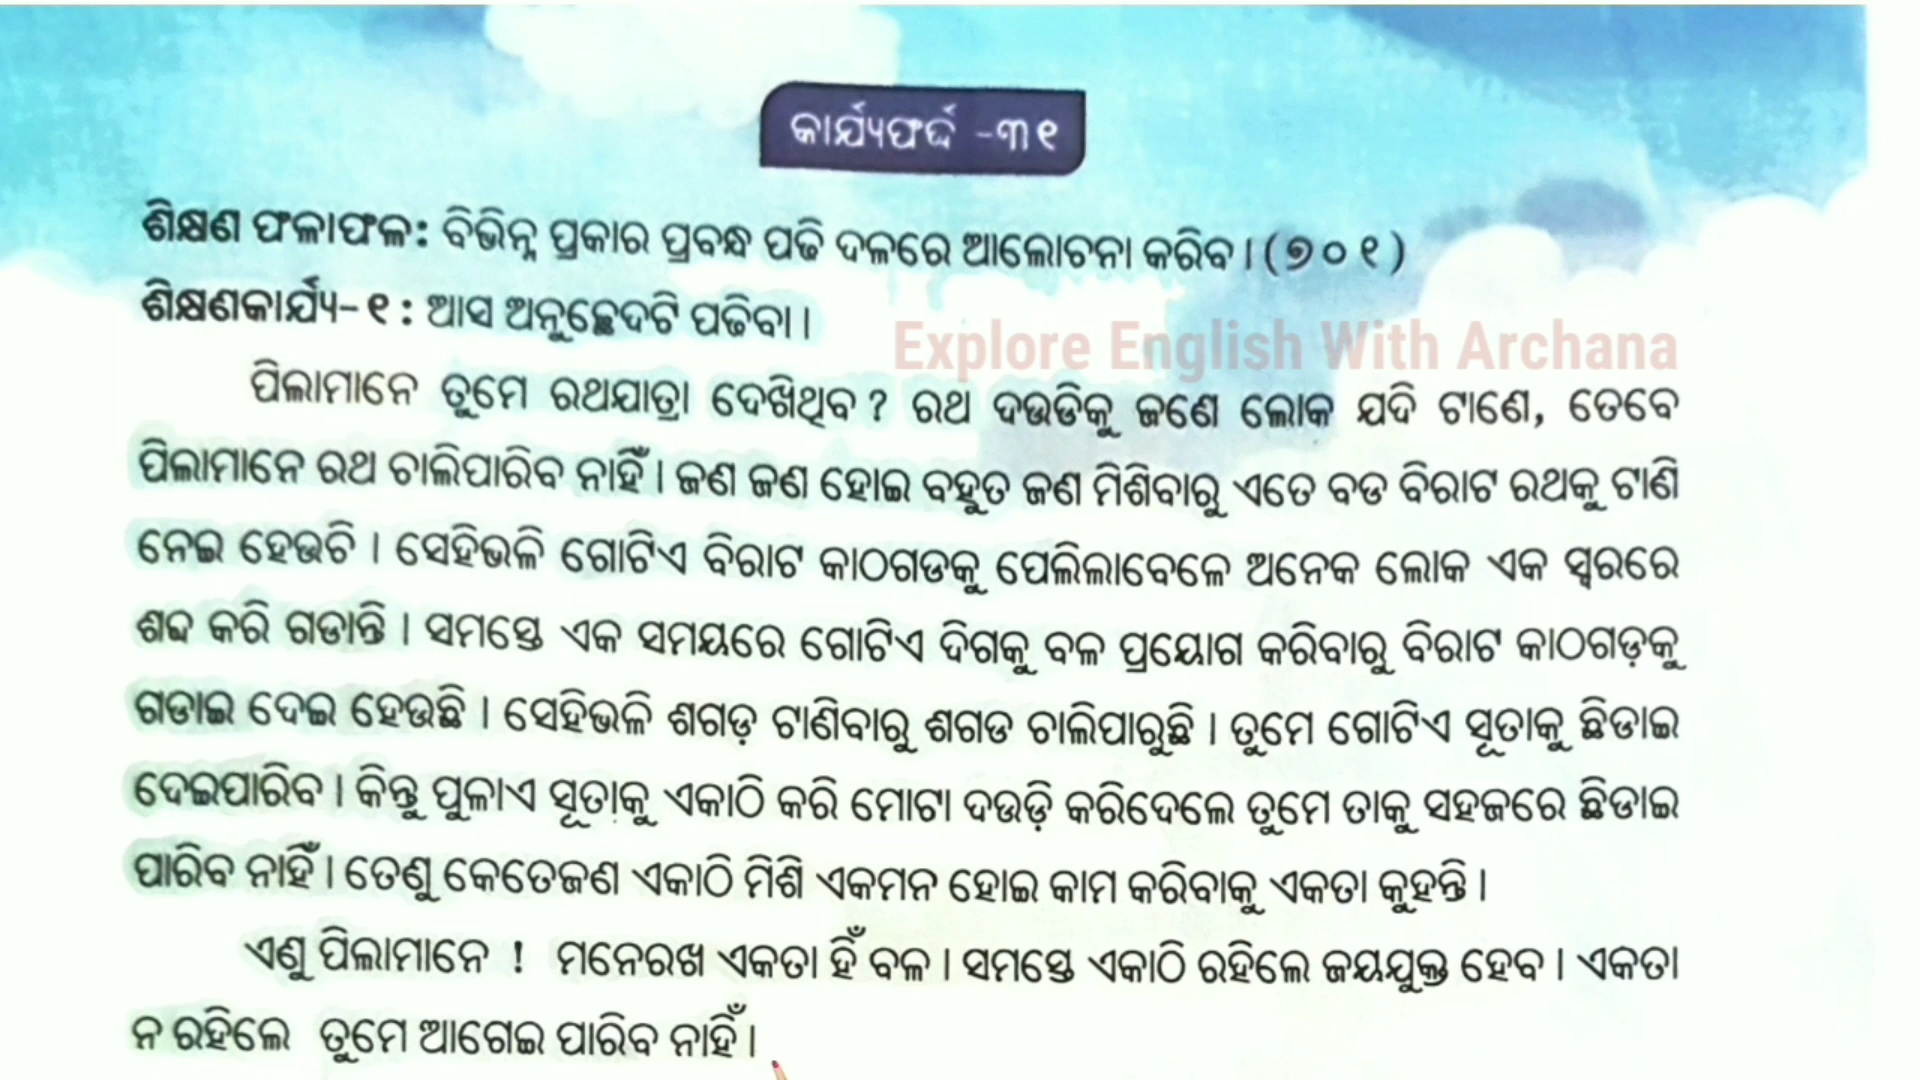 କାର୍ଯ୍ୟଫର୍ଦ୍ଦ -୩୧
ଶିକ୍ଷଣ ଫଳାଫଳ: ବିଭିନ୍ନ ପ୍ରକାର ପ୍ରବନ୍ଧ ପଢି ଦଳରେ ଆଲୋଚନା କରିବ।(୭୦୧)
ଶିକ୍ଷଣକାର୍ଯ୍ୟ-୧: ଆସ ଅନୁଚ୍ଛେଦଟି ପଢିବା।
Explore English With Archana
ପିଲାମାନେ ତୁମେ ରଥଯାତ୍ରା ଦେଖିଥିବ? ରଥ ଦଉଡିକୁ ଜଣେ ଲୋକ ଯଦି ଟାଣେ, ତେବେ
ପିଲାମାନେ ରଥ ଚାଲିପାରିବ ନାହିଁ। ଜଣ ଜଣ ହୋଇ ବହୁତ ଜଣ ମିଶିବାରୁ ଏତେ ବଡ ବିରାଟ ରଥକୁ ଟାଣି
ନେଇ ହେଉଚି। ସେହିଭଳି ଗୋଟିଏ ବିରାଟ କାଠଗଡକୁ ପେଲିଲାବେଳେ ଅନେକ ଲୋକ ଏକ ସ୍ୱରରେ
ଶବ୍ଦ କରି ଗଡାନ୍ତି। ସମସ୍ତେ ଏକ ସମୟରେ ଗୋଟିଏ ଦିଗକୁ ବଳ ପ୍ରୟୋଗ କରିବାରୁ ବିରାଟ କାଠଗଡ଼କୁ
ଗଡାଇ ଦେଇ ହେଉଛି। ସେହିଭଳି ଶଗଡ଼ ଟାଣିବାରୁ ଶଗଡ ଚାଲିପାରୁଛି। ତୁମେ ଗୋଟିଏ ସୂତାକୁ ଛିଡାଇ
ଦେଇପାରିବ। କିନ୍ତୁ ପୁଳାଏ ସୂତାକୁ ଏକାଠି କରି ମୋଟା ଦଉଡ଼ି କରିଦେଲେ ତୁମେ ତାକୁ ସହଜରେ ଛିଡାଇ
ପାରିବ ନାହିଁ। ତେଣୁ କେତେଜଣ ଏକାଠି ମିଶି ଏକମନ ହୋଇ କାମ କରିବାକୁ ଏକତା କୁହନ୍ତି।
ଏଣୁ ପିଲାମାନେ! ମନେରଖ ଏକତା ହିଁ ବଳ। ସମସ୍ତେ ଏକାଠି ରହିଲେ ଜୟଯୁକ୍ତ ହେବ। ଏକତା
ନ ରହିଲେ ତୁମେ ଆଗେଇ ପାରିବ ନାହିଁ।